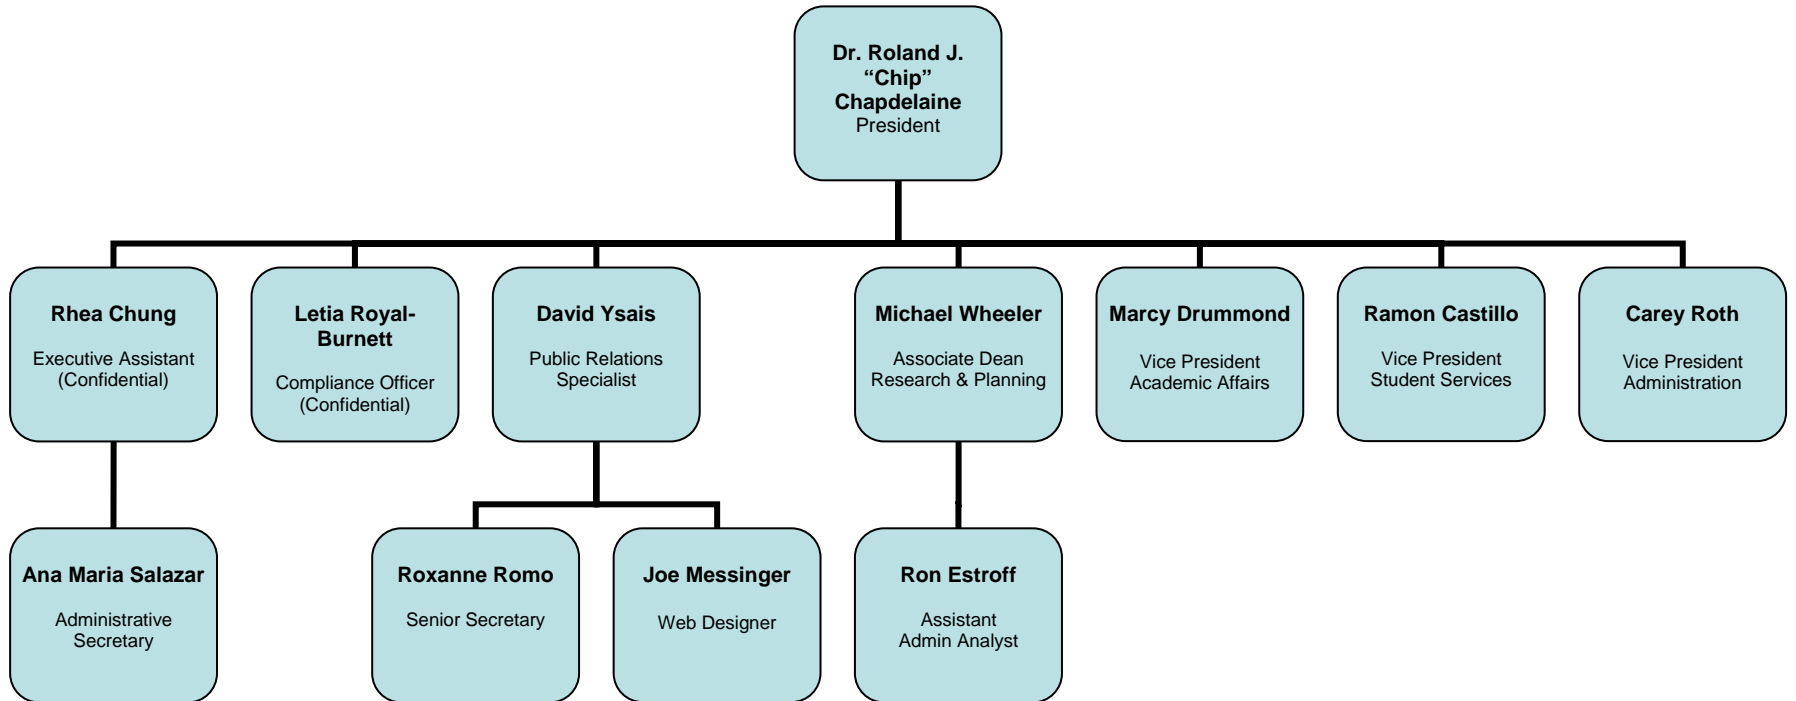 Dr. Roland J.
“Chip”
Chapdelaine
President
Rhea Chung
Executive Assistant
(Confidential)
Letia Royal-
Burnett
Compliance Officer
(Confidential)
David Ysais
Public Relations
Specialist
Michael Wheeler
Associate Dean
Research & Planning
Marcy Drummond
Vice President
Academic Affairs
Ramon Castillo
Vice President
Student Services
Carey Roth
Vice President
Administration
Ana Maria Salazar
Administrative
Secretary
Roxanne Romo
Senior Secretary
Joe Messinger
Web Designer
Ron Estroff
Assistant
Admin Analyst